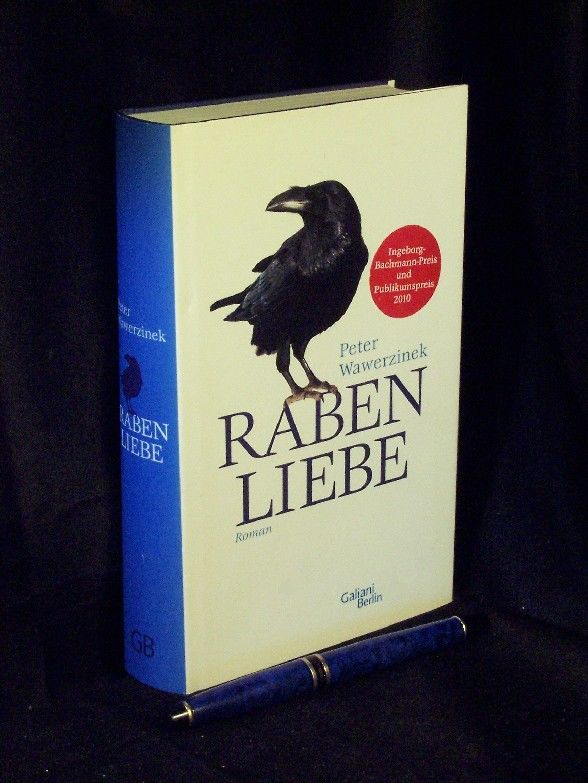 Ingeborg-
Bachmann-Preis
und
Publikumspreis
2010
Peter
Wawerzinek
RABEN
LIEBE
Roman
Galiani
Berlin
Peter
Wawerzinek
RABEN
LIEBE
GB